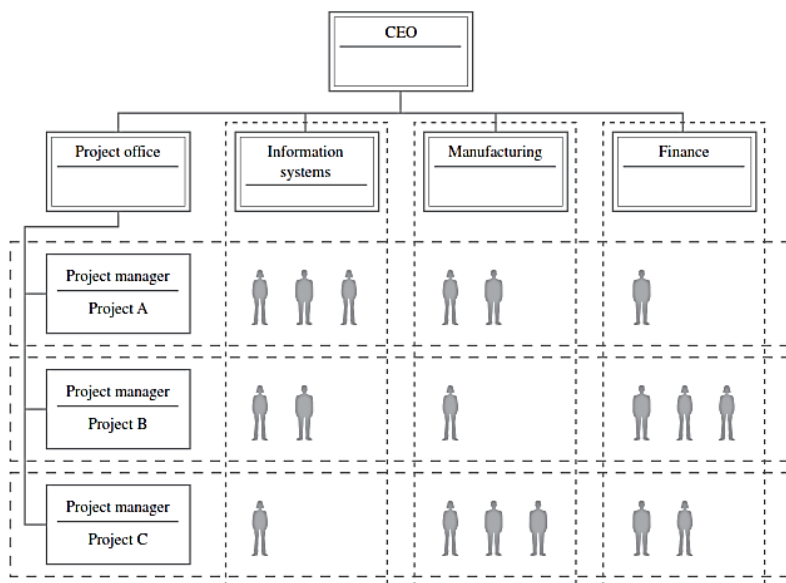 CEO
Project office
Information
systems
Manufacturing
Finance
Project manager
Project A
Project manager
Project B
Project manager
Project C